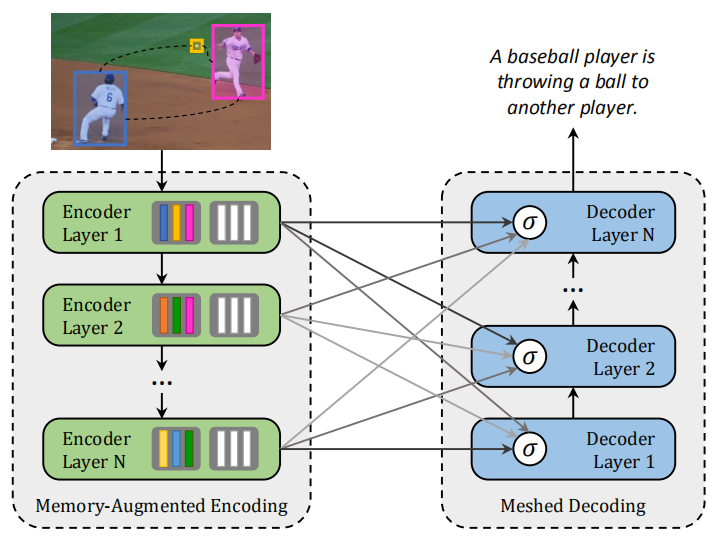 A baseball player is
throwing a ball to
another player.
6
Encoder
Layer 1
Encoder
Layer 2
...
Encoder
Layer N
Memory-Augmented Encoding
σ
Decoder
Layer N
...
σ
Decoder
Layer 2
σ
Decoder
Layer 1
Meshed Decoding